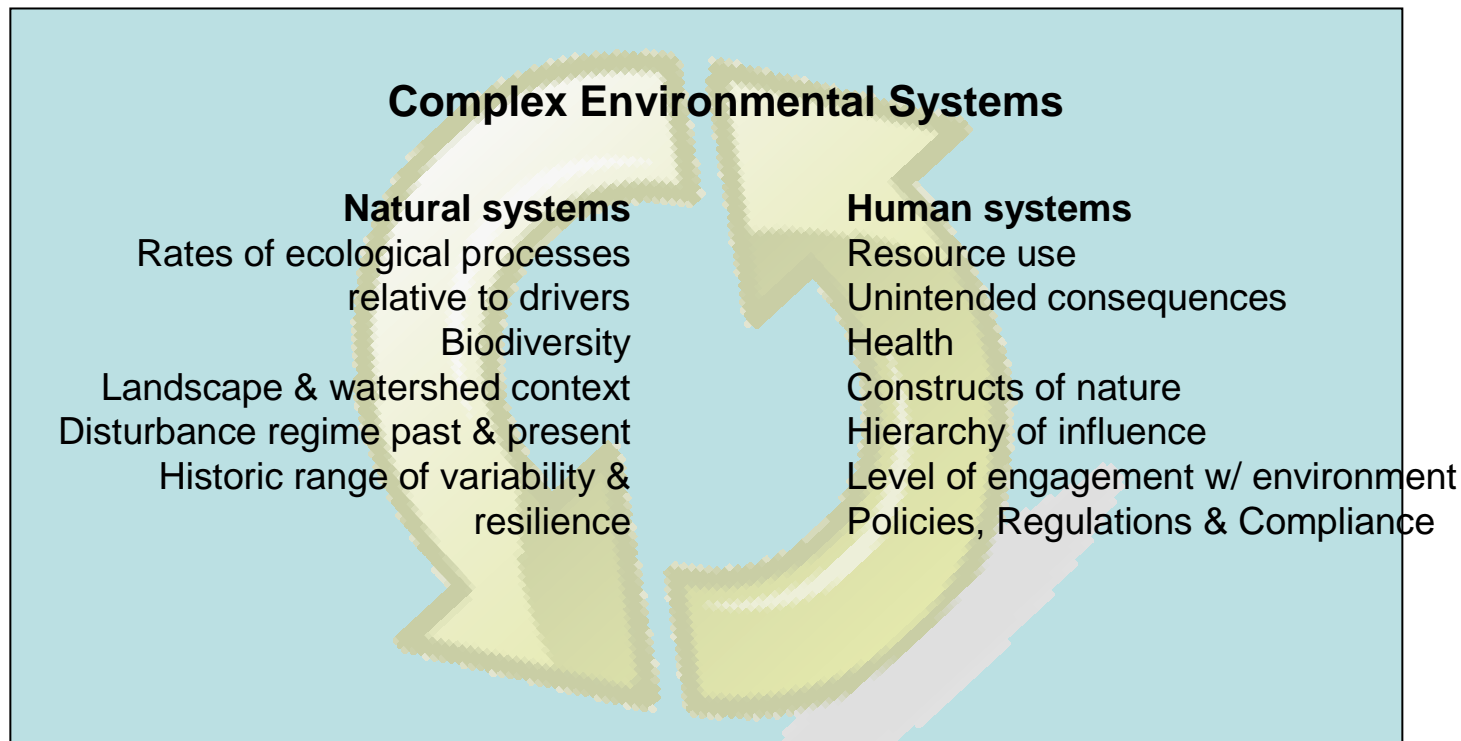 Complex Environmental Systems
Natural systems
Rates of ecological processes
relative to drivers
Biodiversity
Landscape & watershed context
Disturbance regime past & present
Historic range of variability &
resilience
Human systems
Resource use
Unintended consequences
Health
Constructs of nature
Hierarchy of influence
Level of engagement w/ environment
Policies, Regulations & Compliance